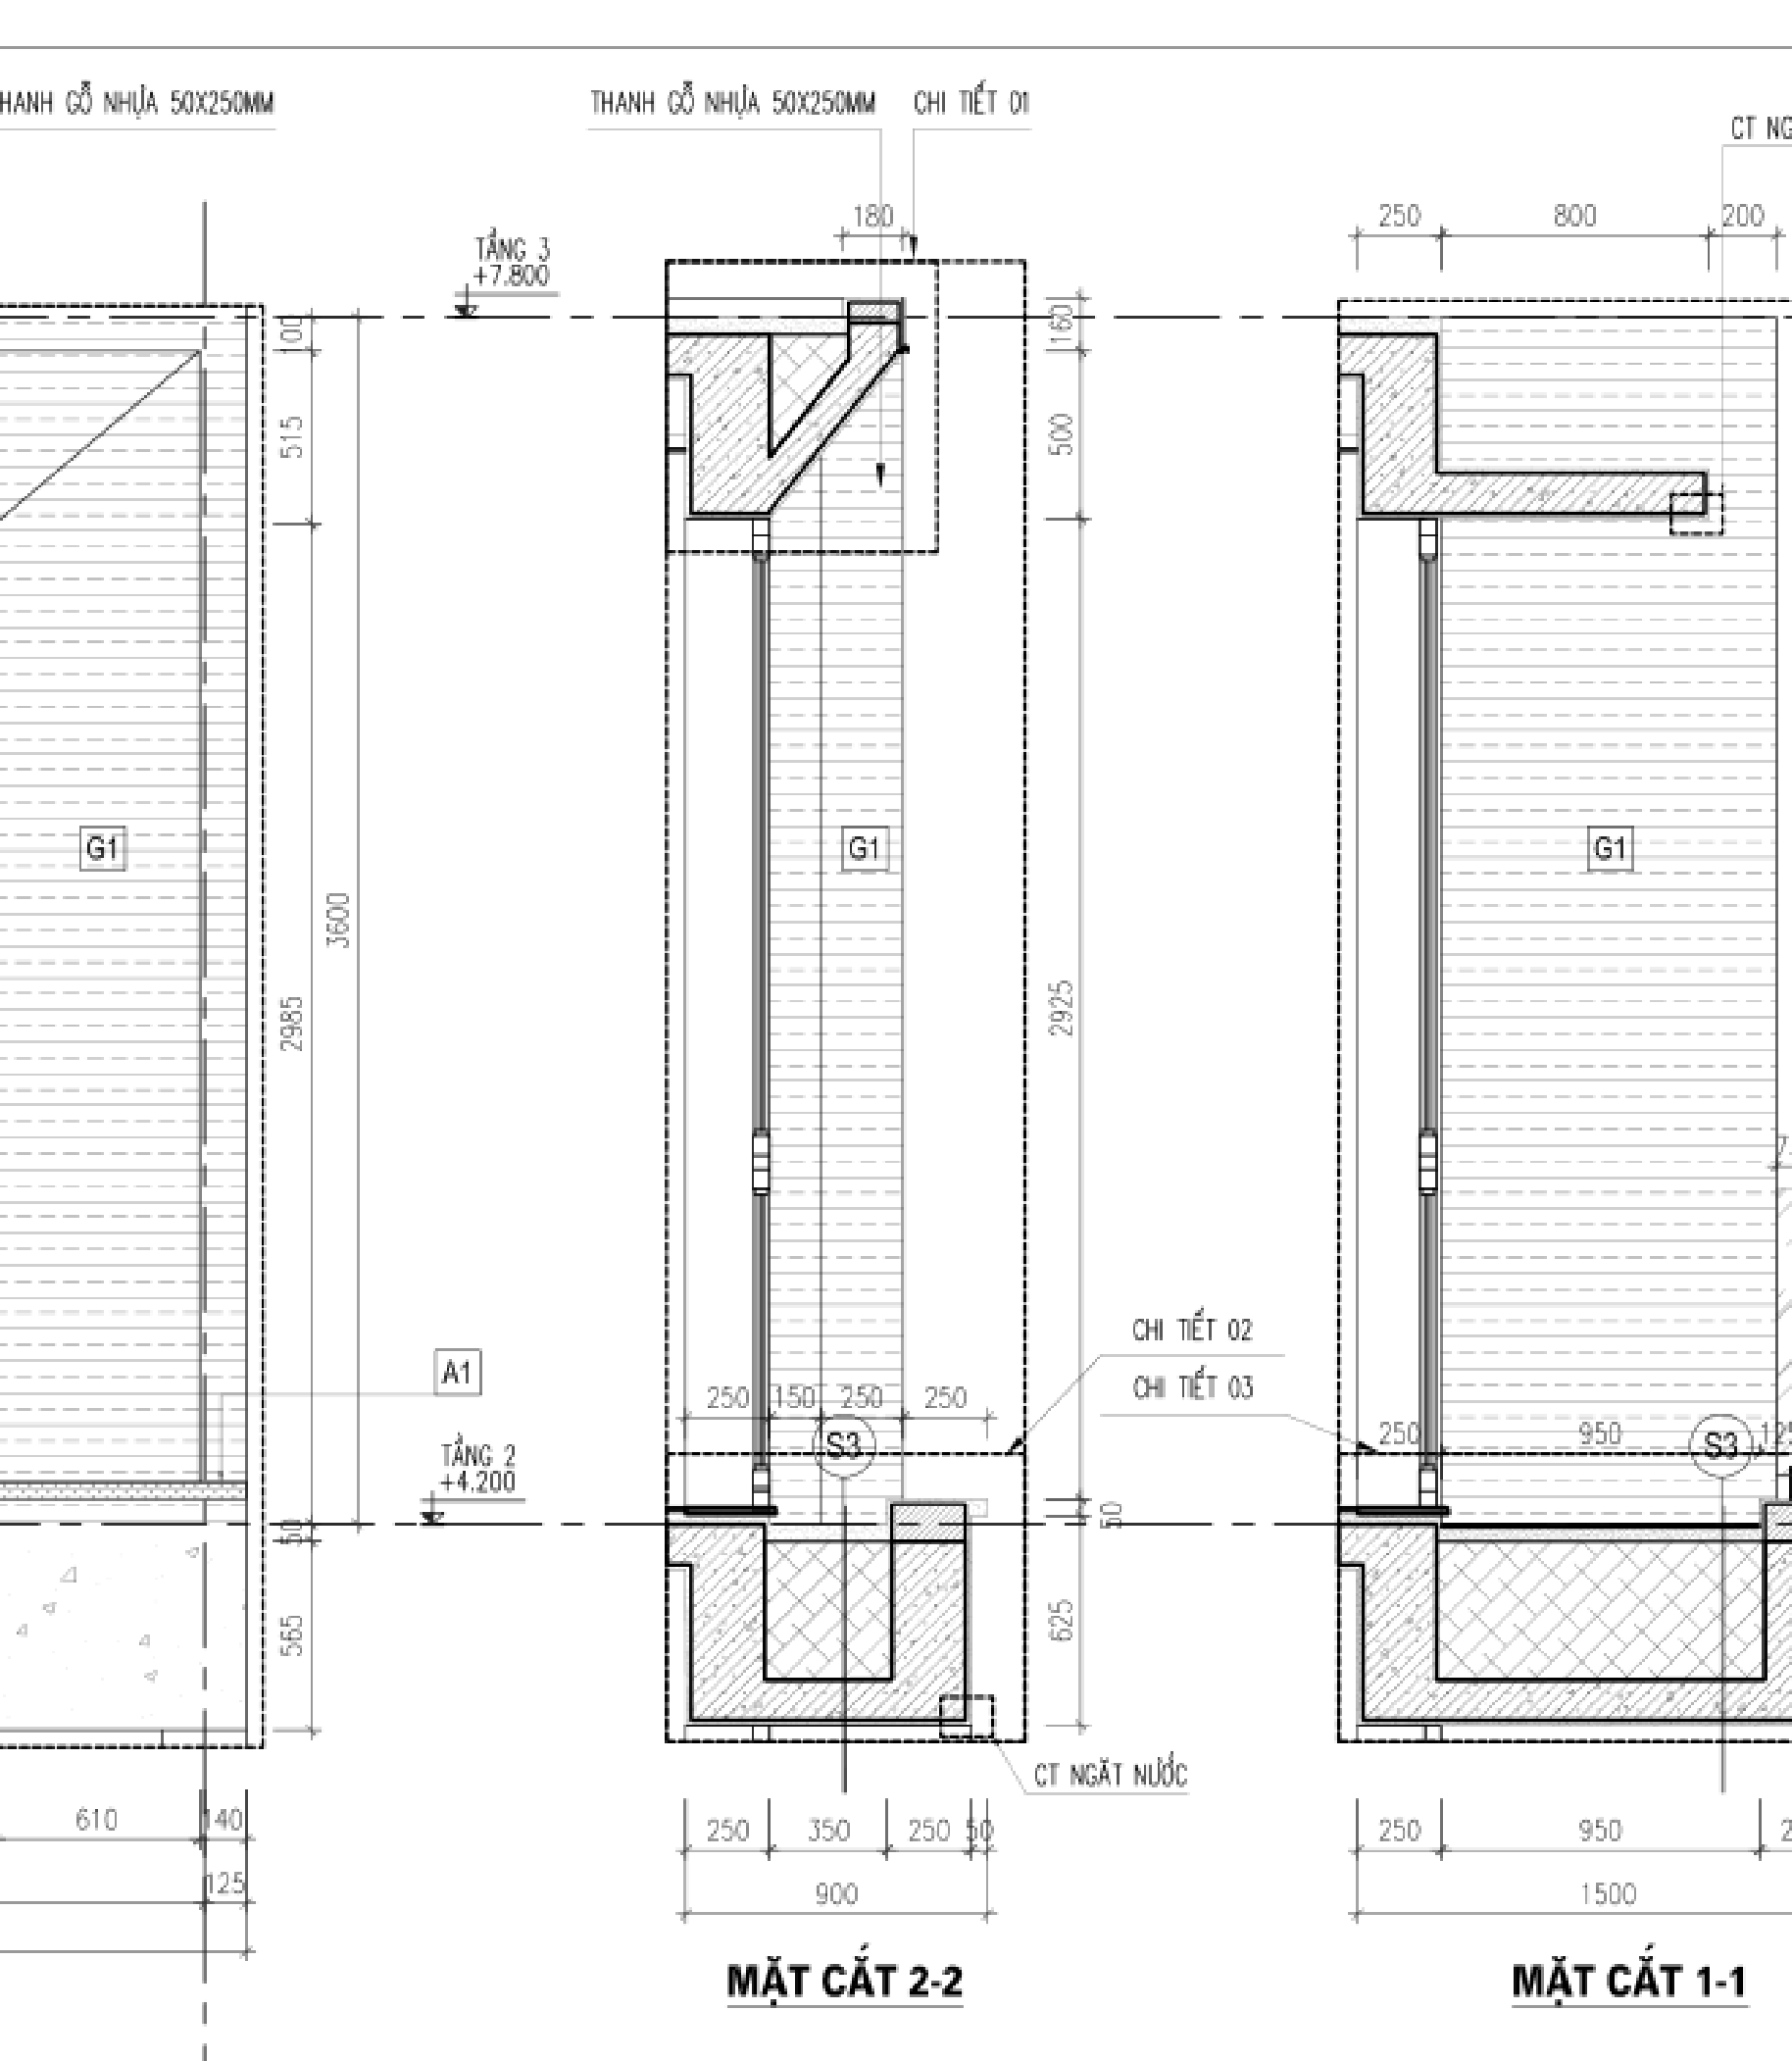 HANH GỖ NHỰA 50X250MM
THANH GỖ NHỰA 50X250MM
CHI TIẾT 01
CT NG
180
250
800
200
TẦNG 3
+7.800
100
160
515
500
G1
G1
G1
3600
2985
2925
CHI TIẾT 02
CHI TIẾT 03
A1
250
150
250
250
250
950
125
S3
S3
TẦNG 2
+4.200
50
50
565
625
CT NGẮT NƯỚC
610
140
250
350
250
50
250
950
125
900
1500
MẶT CẮT 2-2
MẶT CẮT 1-1